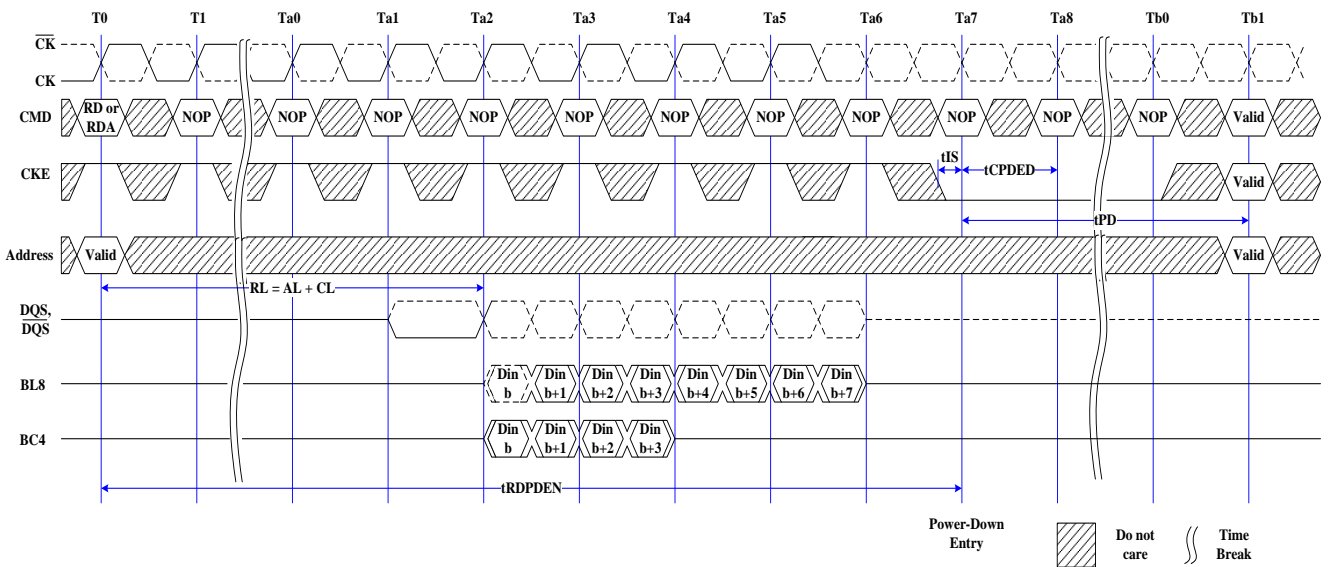 T0 T1 Ta0 Ta1 Ta2 Ta3 Ta4 Ta5 Ta6 Ta7 Ta8 Tb0 Tb1
CK
CK
CMD RD or RDA NOP NOP NOP NOP NOP NOP NOP NOP NOP NOP NOP Valid
tIS
CKE tCPDED Valid
tPD
Address Valid Valid
RL = AL + CL
DQS,
DQS
BL8 Din b Din b+1 Din b+2 Din b+3 Din b+4 Din b+5 Din b+6 Din b+7
BC4 Din b Din b+1 Din b+2 Din b+3
tRDPDEN
Power-Down
Entry
Do not
care
Time
Break